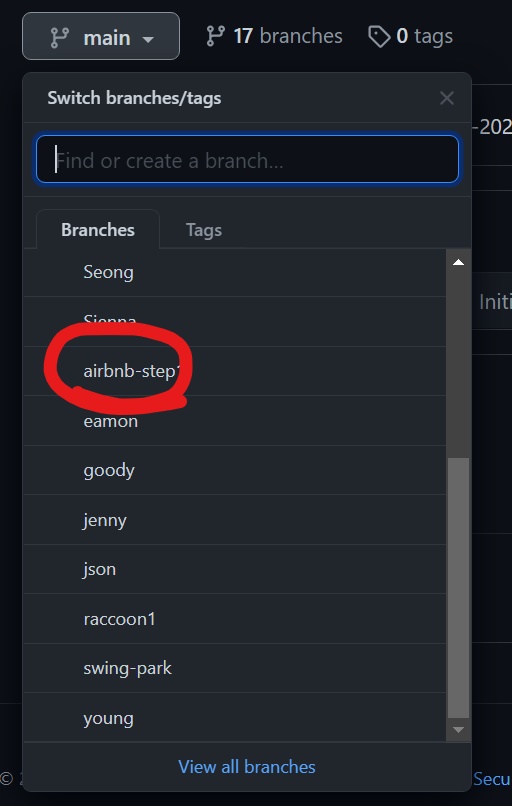 main
17 branches
0 tags
Switch branches/tags
Find or create a branch...
Branches
Tags
Seong
Sienna
airbnb-step1
eamon
goody
jenny
json
raccoon1
swing-park
young
View all branches
-202
Initi
©
Secu